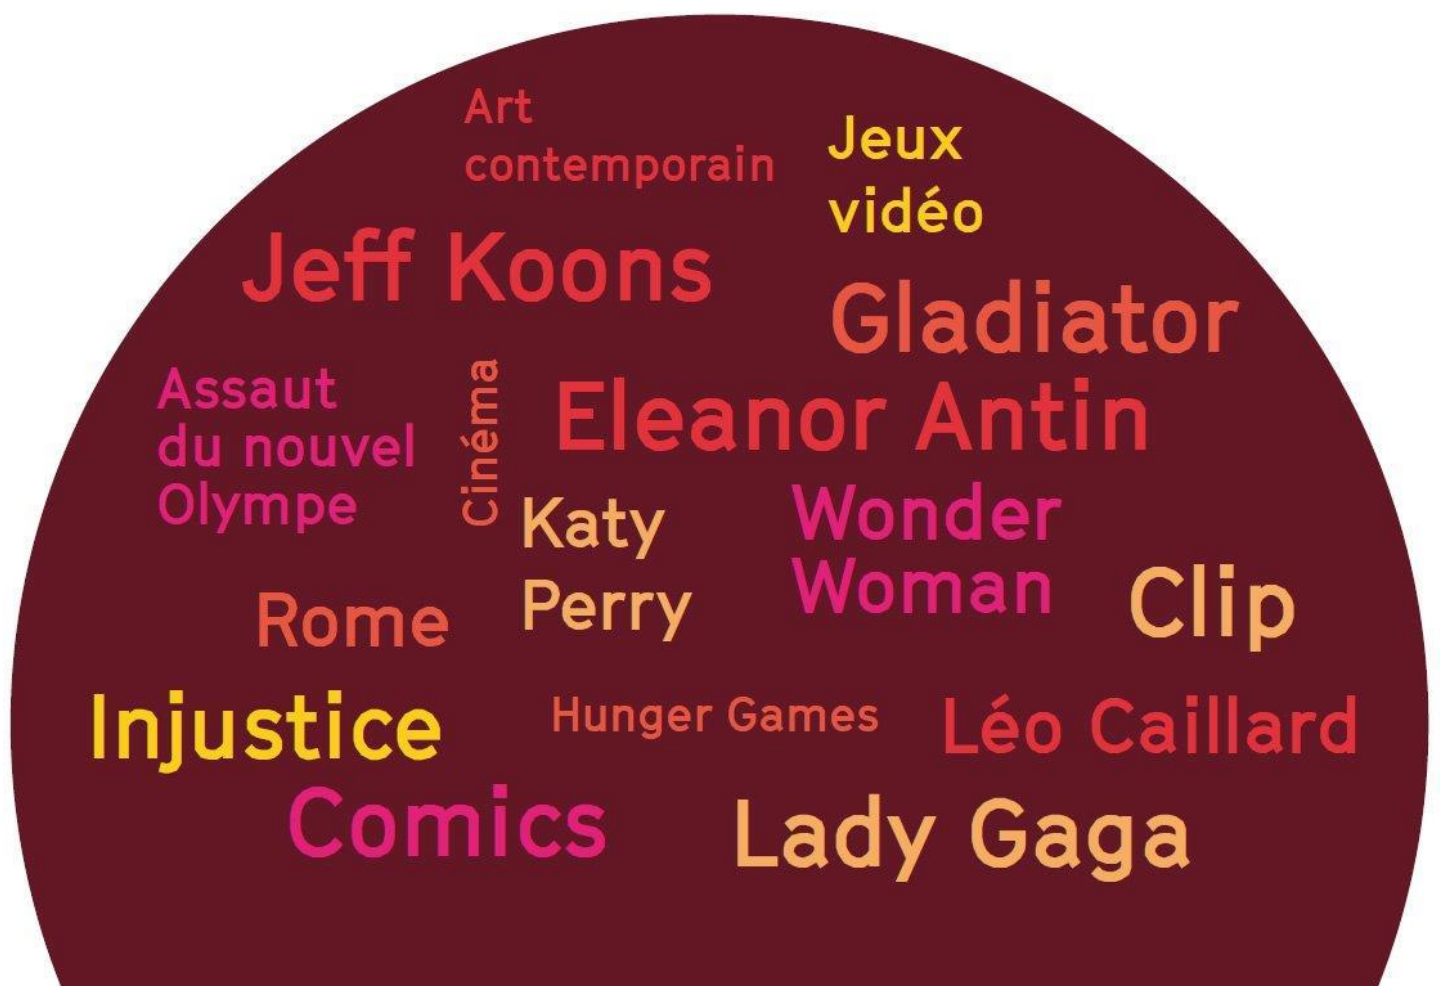 Art
contemporain
Jeux
vidéo
Jeff Koons
Gladiator
Assaut
du nouvel
Olympe
Cinéma
Eleanor Antin
Katy
Perry
Wonder
Woman
Clip
Rome
Injustice
Hunger Games
Léo Caillard
Comics
Lady Gaga